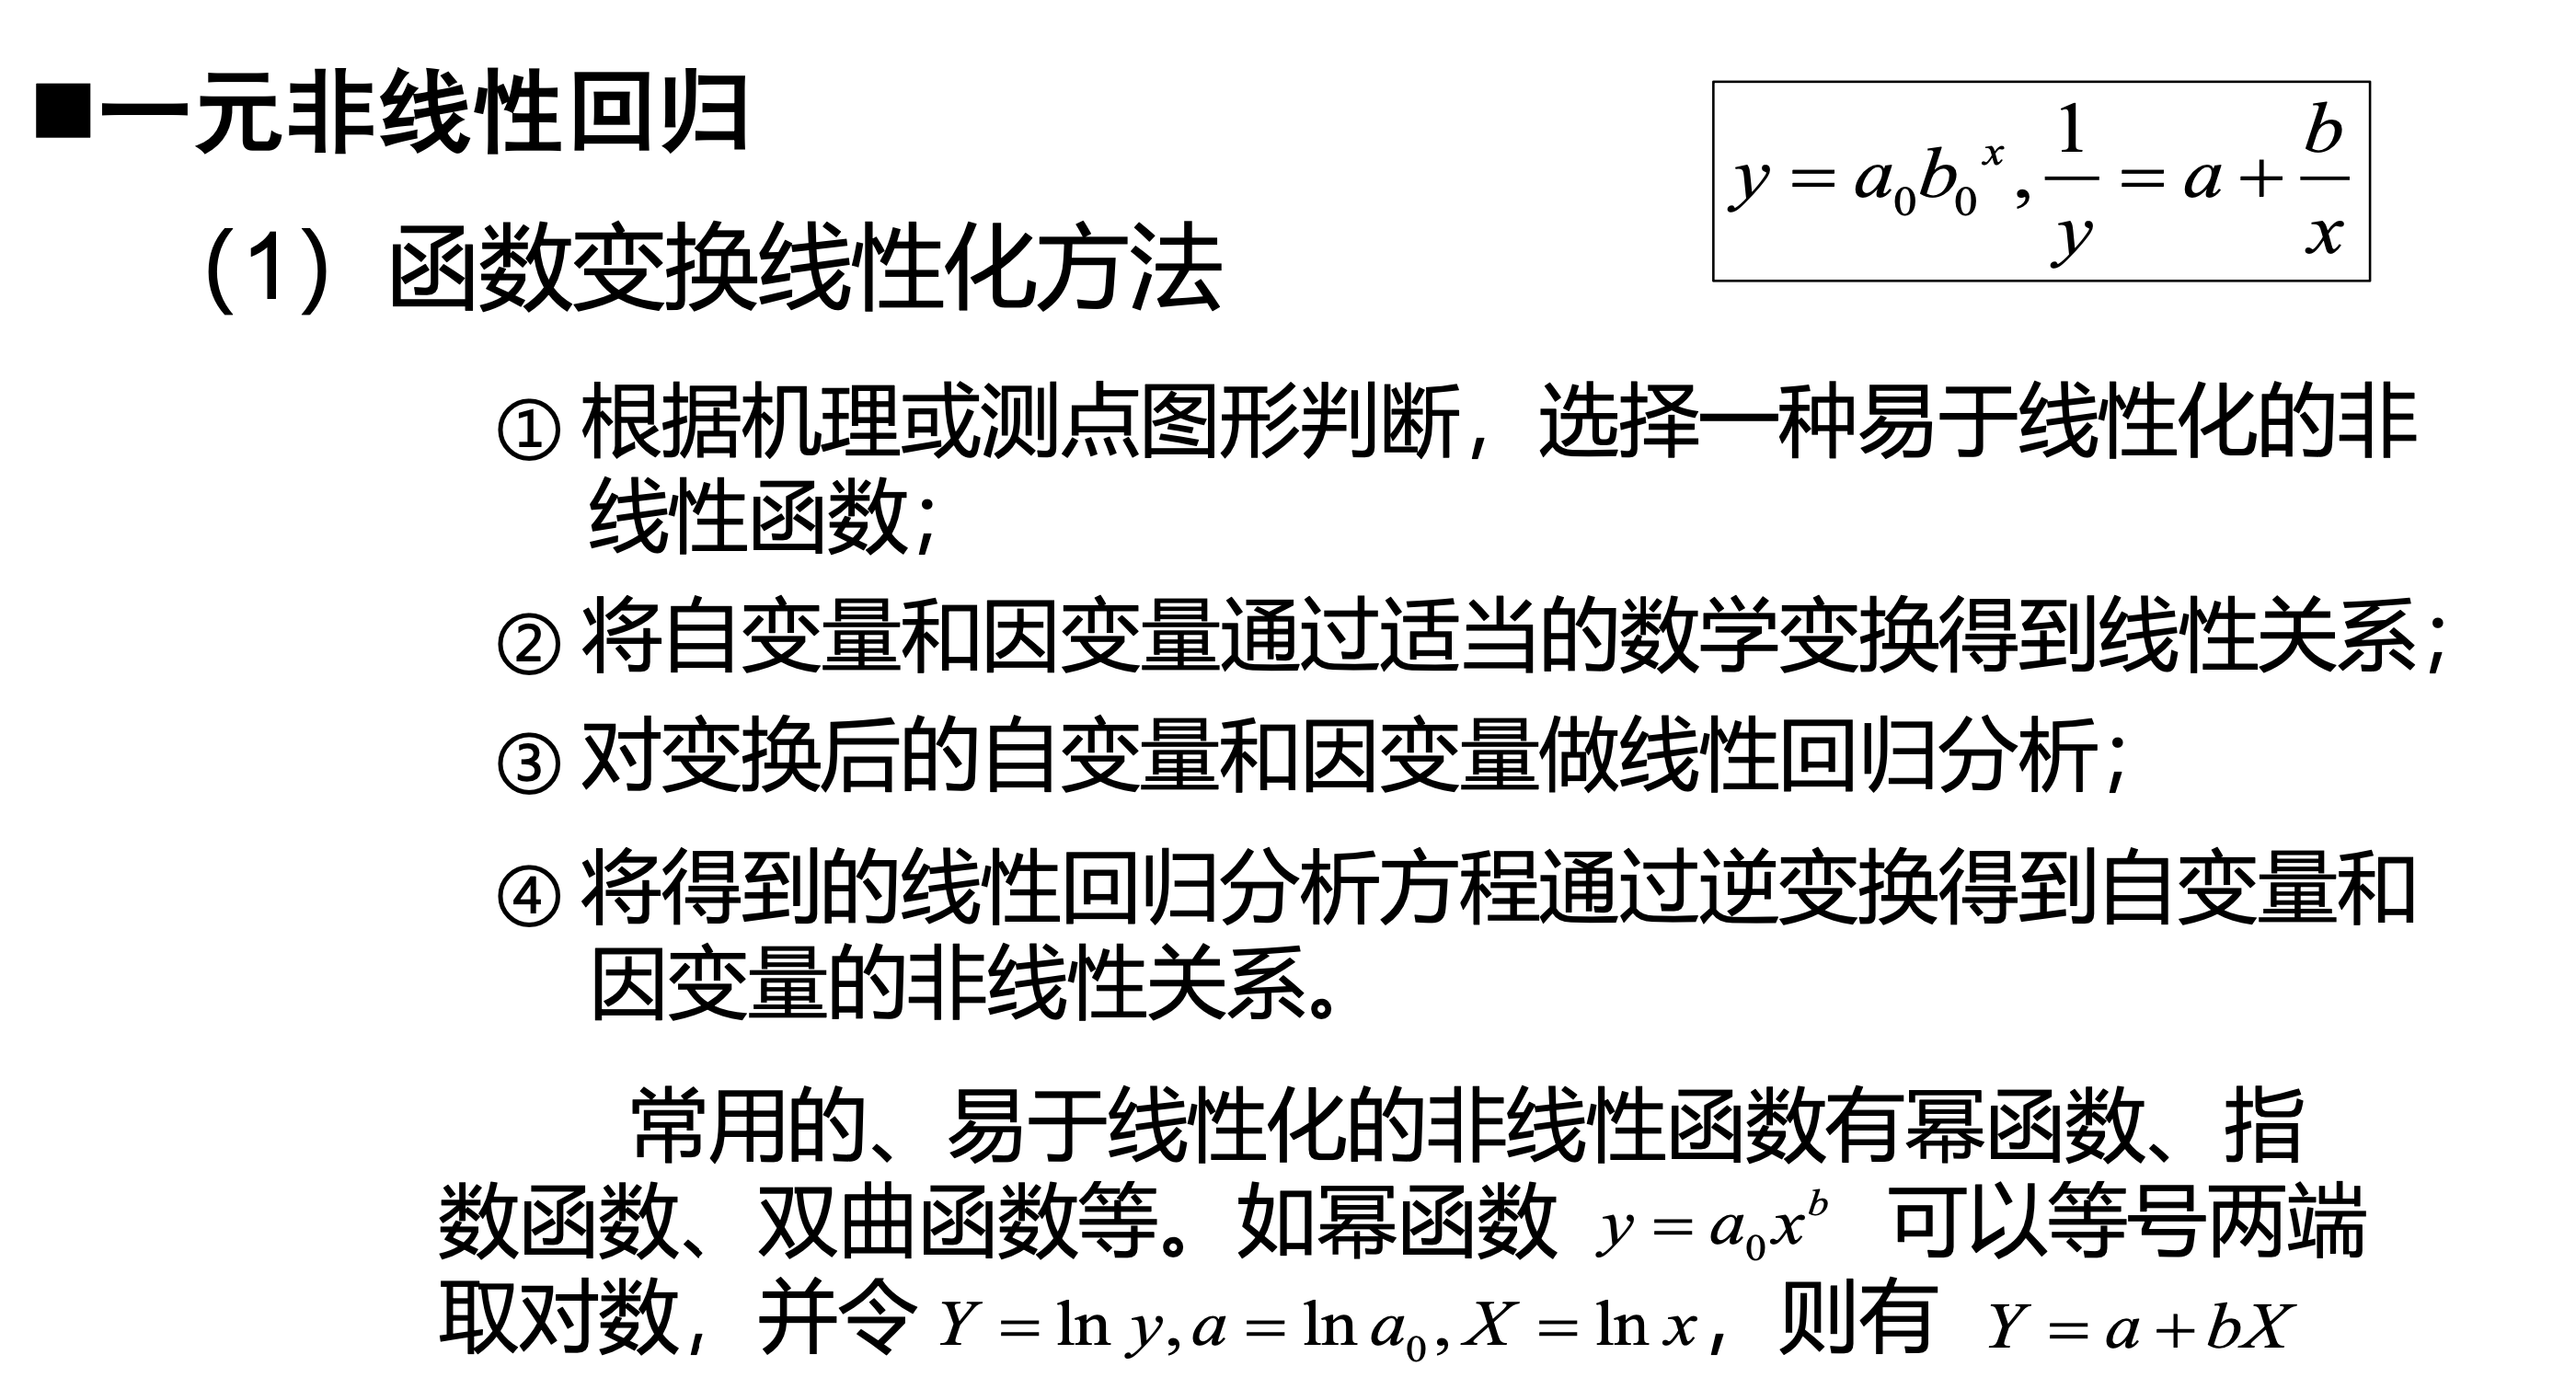 ■一元非线性回归
y = a₀b₀ˣ, 1/y = a + b/x
（1）函数变换线性化方法
① 根据机理或测点图形判断，选择一种易于线性化的非
线性函数；
② 将自变量和因变量通过适当的数学变换得到线性关系；
③ 对变换后的自变量和因变量做线性回归分析；
④ 将得到的线性回归分析方程通过逆变换得到自变量和
因变量的非线性关系。
常用的、易于线性化的非线性函数有幂函数、指
数函数、双曲函数等。如幂函数 y = a₀xᵇ 可以等号两端
取对数，并令 Y = ln y, a = ln a₀, X = ln x，则有 Y = a + bX